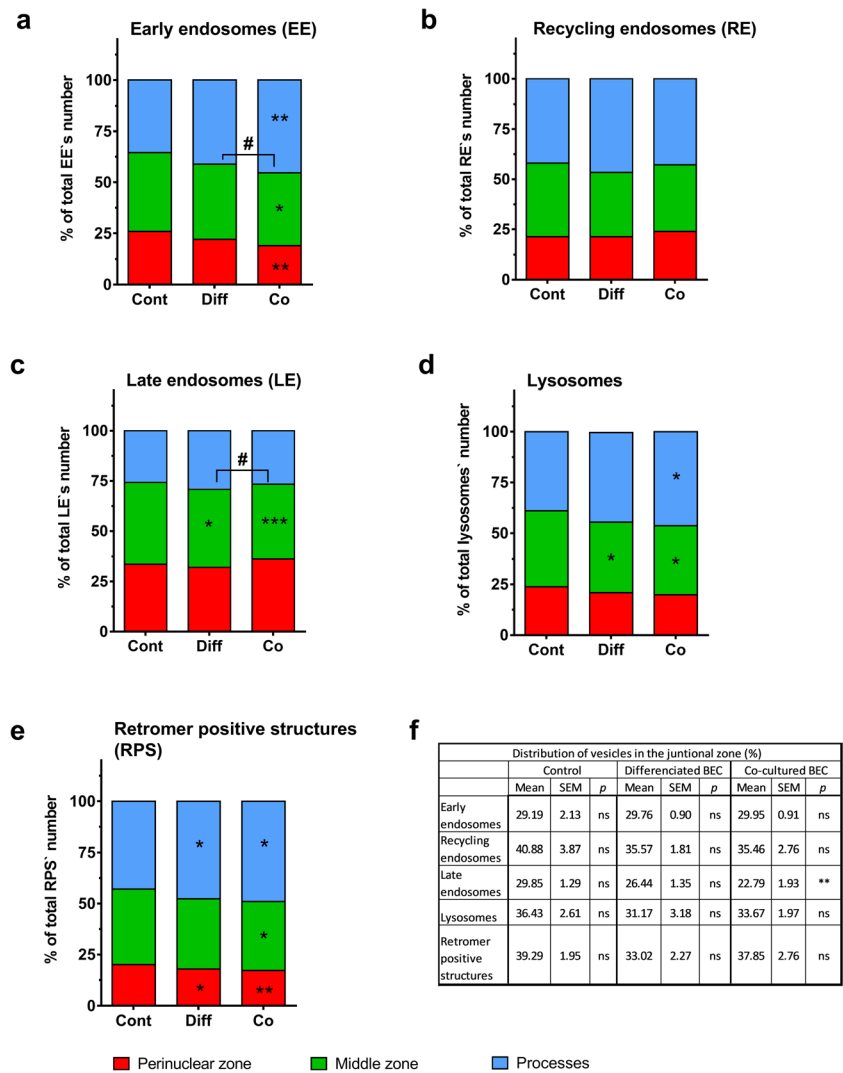 a
Early endosomes (EE)
% of total EE`s number
100
75
50
25
0
**
#
*
**
Cont Diff Co
b
Recycling endosomes (RE)
% of total RE`s number
100
75
50
25
0
Cont Diff Co
c
Late endosomes (LE)
% of total LE`s number
100
75
50
25
0
#
* ***
Cont Diff Co
d
Lysosomes
% of total lysosomes` number
100
75
50
25
0
*
* *
Cont Diff Co
e
Retromer positive structures
(RPS)
% of total RPS` number
100
75
50
25
0
* *
*
* **
Cont Diff Co
f
Distribution of vesicles in the juntional zone (%)
Control Differenciated BEC Co-cultured BEC
Mean SEM p Mean SEM p Mean SEM p
Early
endosomes 29.19 2.13 ns 29.76 0.90 ns 29.95 0.91 ns
Recycling
endosomes 40.88 3.87 ns 35.57 1.81 ns 35.46 2.76 ns
Late
endosomes 29.85 1.29 ns 26.44 1.35 ns 22.79 1.93 **
Lysosomes 36.43 2.61 ns 31.17 3.18 ns 33.67 1.97 ns
Retromer
positive 39.29 1.95 ns 33.02 2.27 ns 37.85 2.76 ns
structures
Perinuclear zone Middle zone Processes